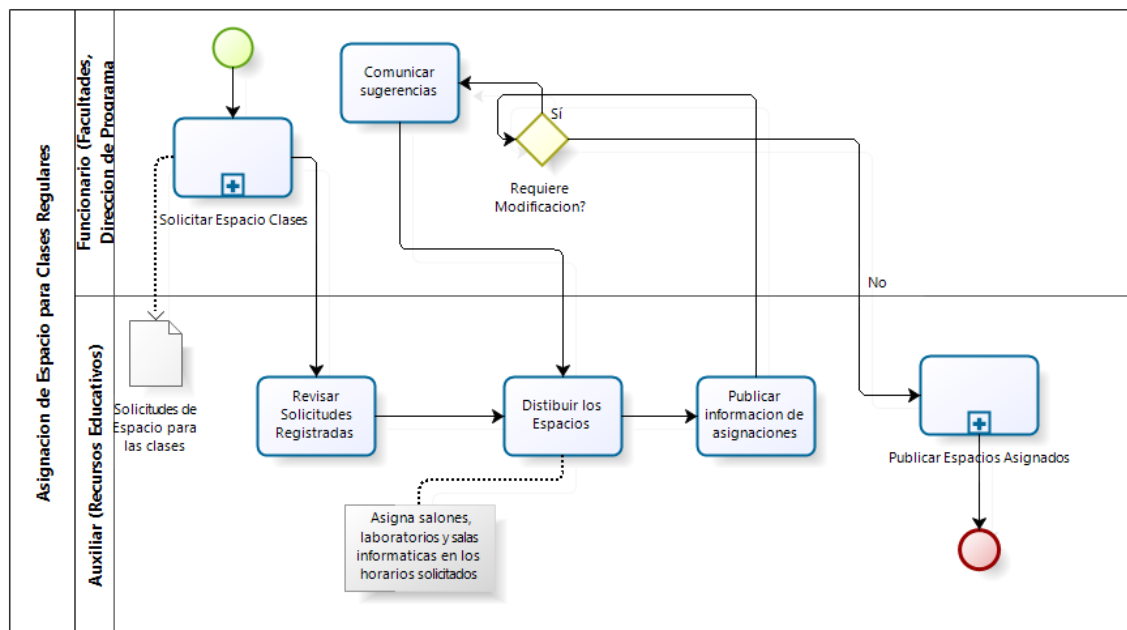 Asignacion de Espacio para Clases Regulares
Funcionario (Facultades,
Direccion de Programa
Comunicar
sugerencias
Sí
Requiere
Modificacion?
Solicitar Espacio Clases
No
Auxiliar (Recursos Educativos)
Solicitudes de
Espacio para
las clases
Revisar
Solicitudes
Registradas
Distibuir los
Espacios
Publicar
informacion de
asignaciones
Publicar Espacios Asignados
Asigna salones,
laboratorios y salas
informaticas en los
horarios solicitados